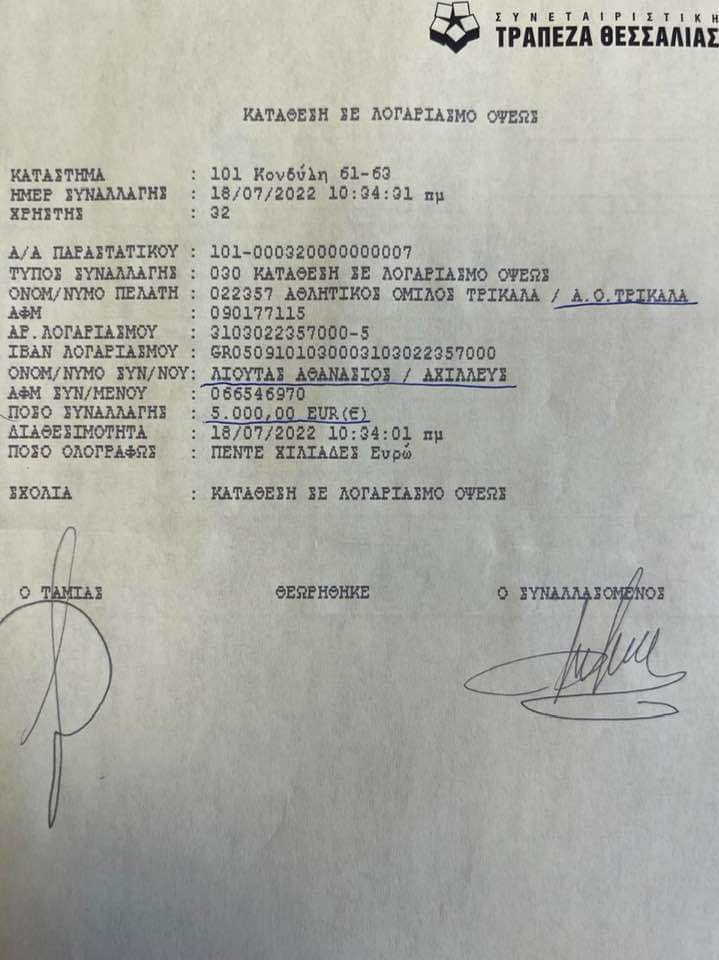 ΣΥΝΕΤΑΙΡΙΣΤΙΚΗ
ΤΡΑΠΕΖΑ ΘΕΣΣΑΛΙΑΣ
ΚΑΤΑΘΕΣΗ ΣΕ ΛΟΓΑΡΙΑΣΜΟ ΟΨΕΩΣ
ΚΑΤΑΣΤΗΜΑ : 101 Κονδύλη 61-63
ΗΜΕΡ ΣΥΝΑΛΛΑΓΗΣ : 18/07/2022 10:34:31 πμ
ΧΡΗΣΤΗΣ : 32
Α/Α ΠΑΡΑΣΤΑΤΙΚΟΥ : 101-000320000000007
ΤΥΠΟΣ ΣΥΝΑΛΛΑΓΗΣ : 030 ΚΑΤΑΘΕΣΗ ΣΕ ΛΟΓΑΡΙΑΣΜΟ ΟΨΕΩΣ
ΟΝΟΜ/ΝΥΜΟ ΠΕΛΑΤΗ : 022357 ΑΘΛΗΤΙΚΟΣ ΟΜΙΛΟΣ ΤΡΙΚΑΛΑ / Α.Ο.ΤΡΙΚΑΛΑ
ΑΦΜ : 090177115
ΑΡ.ΛΟΓΑΡΙΑΣΜΟΥ : 3103022357000-5
ΙΒΑΝ ΛΟΓΑΡΙΑΣΜΟΥ : GR0509101030003103022357000
ΟΝΟΜ/ΝΥΜΟ ΣΥΝ/ΝΟΥ: ΛΙΟΥΤΑΣ ΑΘΑΝΑΣΙΟΣ / ΑΧΙΛΛΕΥΣ
ΑΦΜ ΣΥΝ/ΜΕΝΟΥ : 066546970
ΠΟΣΟ ΣΥΝΑΛΛΑΓΗΣ : 5.000,00 EUR(€)
ΔΙΑΘΕΣΙΜΟΤΗΤΑ : 18/07/2022 10:34:01 πμ
ΠΟΣΟ ΟΛΟΓΡΑΦΩΣ : ΠΕΝΤΕ ΧΙΛΙΑΔΕΣ Ευρώ
ΣΧΟΛΙΑ : ΚΑΤΑΘΕΣΗ ΣΕ ΛΟΓΑΡΙΑΣΜΟ ΟΨΕΩΣ
Ο ΤΑΜΙΑΣ ΘΕΩΡΗΘΗΚΕ Ο ΣΥΝΑΛΛΑΣΟΜΕΝΟΣ